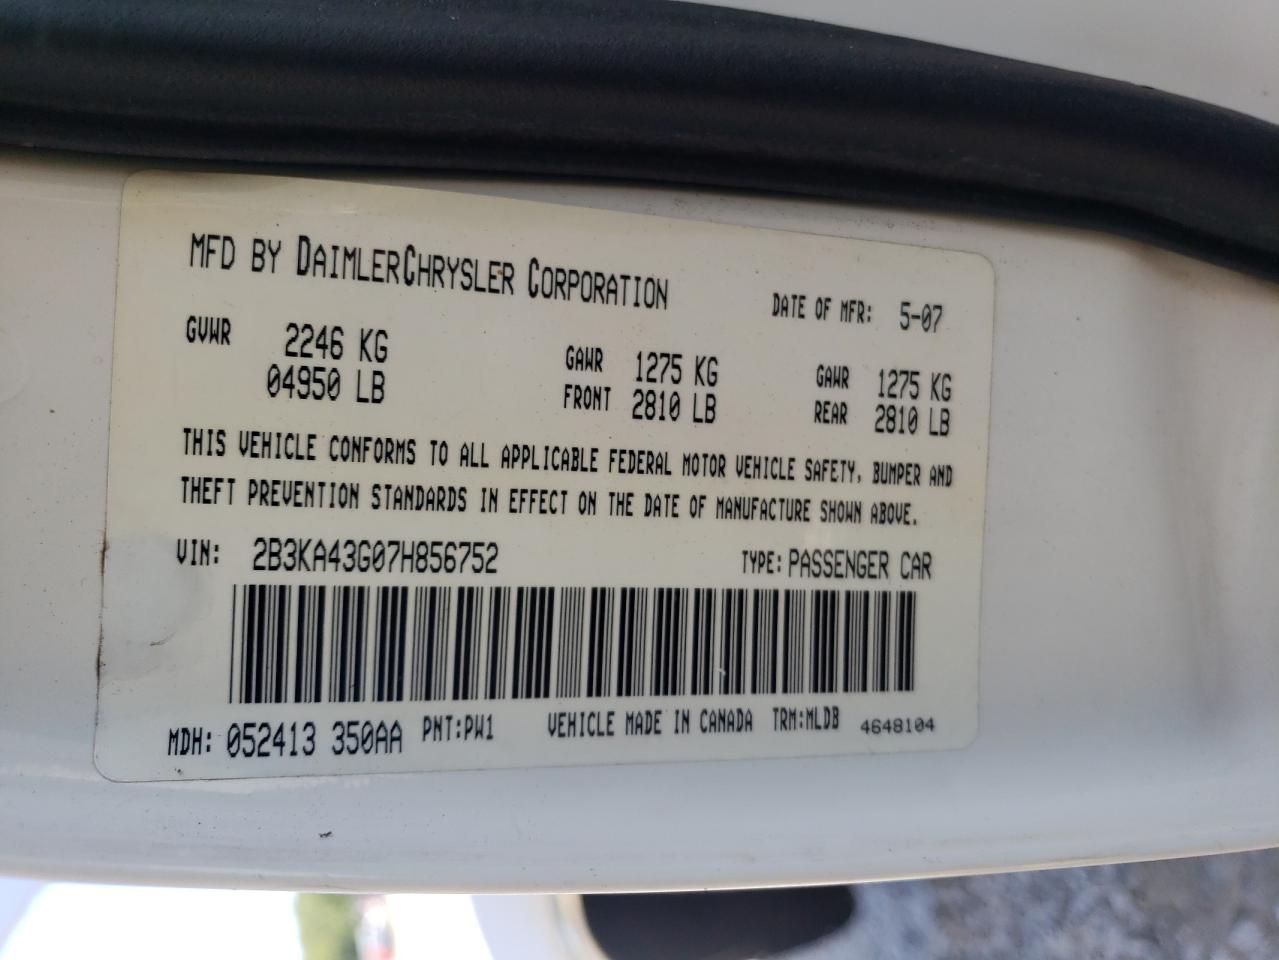 MFD BY DAIMLERCHRYSLER CORPORATION DATE OF MFR: 5-07
GVWR 2246 KG GAWR 1275 KG GAWR 1275 KG
04950 LB FRONT 2810 LB REAR 2810 LB
THIS VEHICLE CONFORMS TO ALL APPLICABLE FEDERAL MOTOR VEHICLE SAFETY, BUMPER AND
THEFT PREVENTION STANDARDS IN EFFECT ON THE DATE OF MANUFACTURE SHOWN ABOVE.
VIN: 2B3KA43G07H856752 TYPE: PASSENGER CAR
MDH: 052413 350AA PNT:PW1 VEHICLE MADE IN CANADA TRM:MLDB 4648104